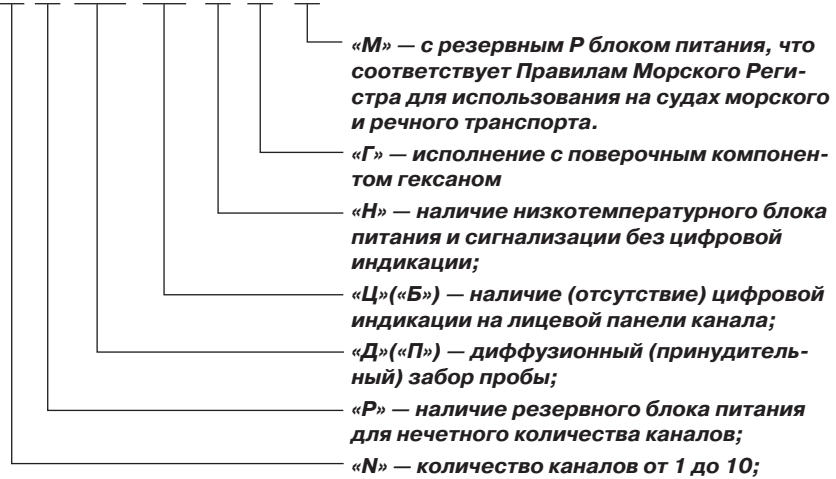 «М» — с резервным Р блоком питания, что
соответствует Правилам Морского Реги-
стра для использования на судах морского
и речного транспорта.
«Г» — исполнение с поверочным компонен-
том гексаном
«Н» — наличие низкотемпературного блока
питания и сигнализации без цифровой
индикации;
«Ц»(«Б») — наличие (отсутствие) цифровой
индикации на лицевой панели канала;
«Д»(«П») — диффузионный (принудитель-
ный) забор пробы;
«Р» — наличие резервного блока питания
для нечетного количества каналов;
«N» — количество каналов от 1 до 10;